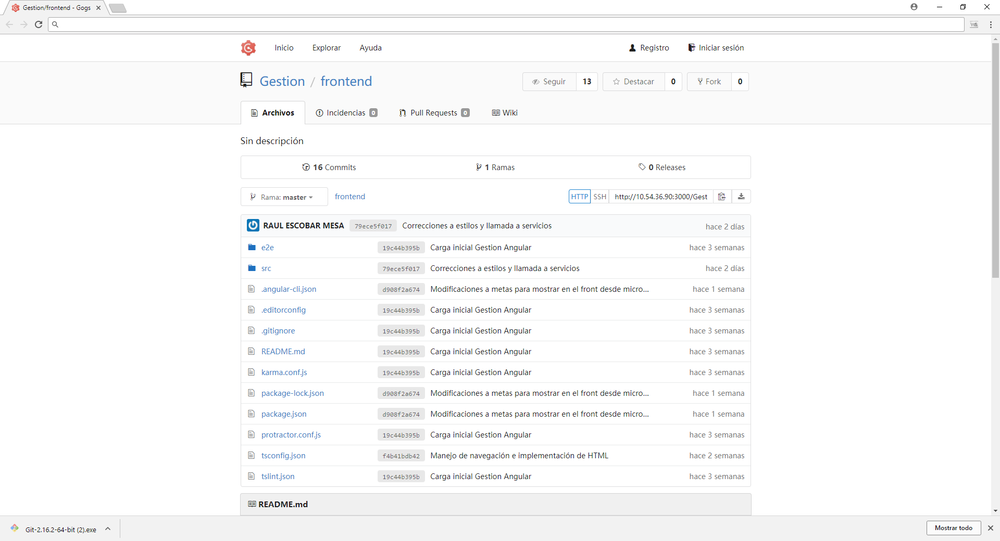 Gestion/frontend - Gogs
Inicio Explorar Ayuda Registro Iniciar sesión
Gestion / frontend Seguir 13 Destacar 0 Fork 0
Archivos Incidencias 0 Pull Requests 0 Wiki
Sin descripción
16 Commits 1 Ramas 0 Releases
Rama: master frontend HTTP SSH http://10.54.36.90:3000/Gest
RAUL ESCOBAR MESA 79ece5f017 Correcciones a estilos y llamada a servicios hace 2 días
e2e 19c44b395b Carga inicial Gestion Angular hace 3 semanas
src 79ece5f017 Correcciones a estilos y llamada a servicios hace 2 días
.angular-cli.json d908f2a674 Modificaciones a metas para mostrar en el front desde micro... hace 1 semana
.editorconfig 19c44b395b Carga inicial Gestion Angular hace 3 semanas
.gitignore 19c44b395b Carga inicial Gestion Angular hace 3 semanas
README.md 19c44b395b Carga inicial Gestion Angular hace 3 semanas
karma.conf.js 19c44b395b Carga inicial Gestion Angular hace 3 semanas
package-lock.json d908f2a674 Modificaciones a metas para mostrar en el front desde micro... hace 1 semana
package.json d908f2a674 Modificaciones a metas para mostrar en el front desde micro... hace 1 semana
protractor.conf.js 19c44b395b Carga inicial Gestion Angular hace 3 semanas
tsconfig.json f4b41bdb42 Manejo de navegación e implementación de HTML hace 2 semanas
tslint.json 19c44b395b Carga inicial Gestion Angular hace 3 semanas
README.md
Git-2.16.2-64-bit (2).exe Mostrar todo